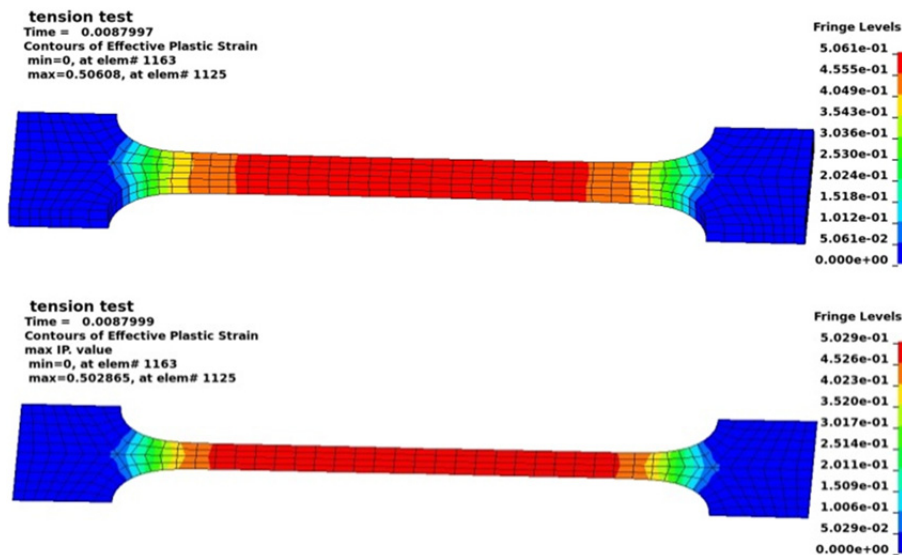 tension test
Time =   0.0087997
Contours of Effective Plastic Strain
min=0, at elem# 1163
max=0.50608, at elem# 1125
Fringe Levels
5.061e-01
4.555e-01
4.049e-01
3.543e-01
3.036e-01
2.530e-01
2.024e-01
1.518e-01
1.012e-01
5.061e-02
0.000e+00
tension test
Time =   0.0087999
Contours of Effective Plastic Strain
max IP. value
min=0, at elem# 1163
max=0.502865, at elem# 1125
Fringe Levels
5.029e-01
4.526e-01
4.023e-01
3.520e-01
3.017e-01
2.514e-01
2.011e-01
1.509e-01
1.006e-01
5.029e-02
0.000e+00